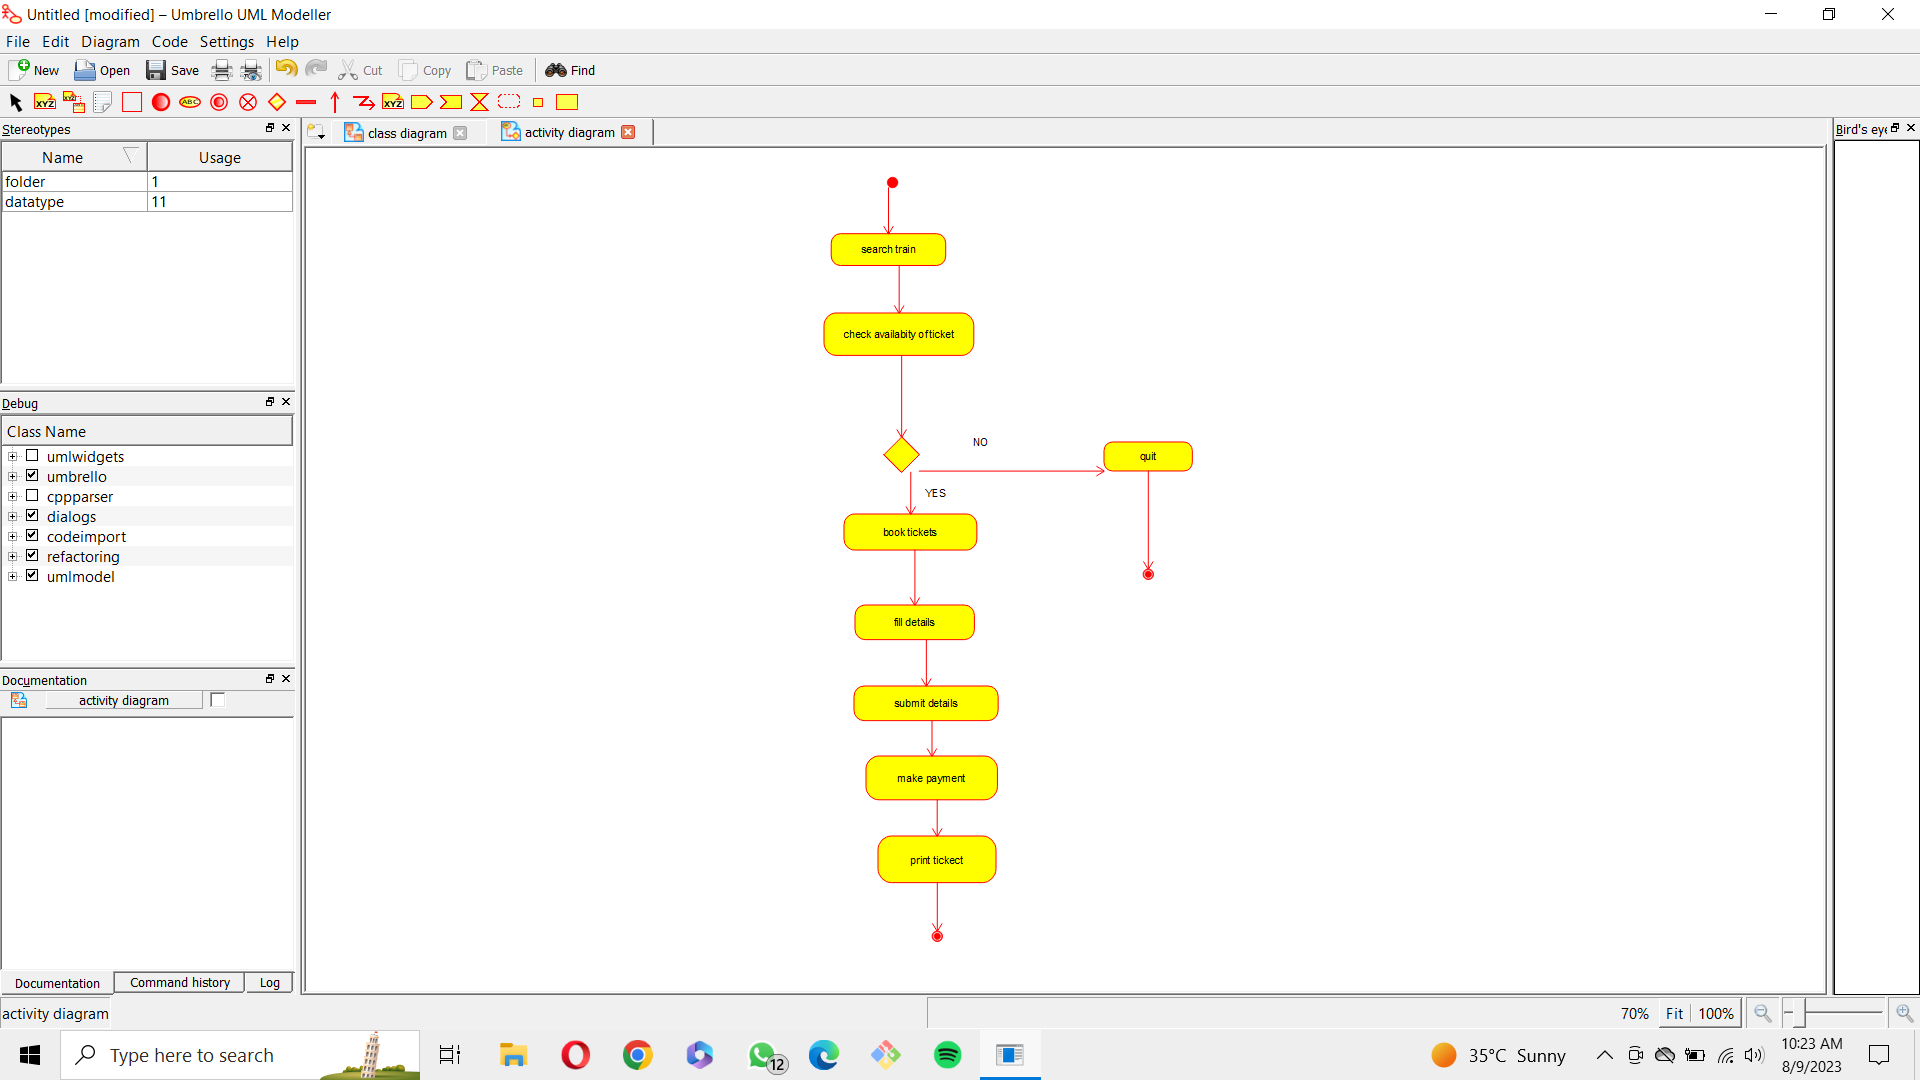 Untitled [modified] – Umbrello UML Modeller
File Edit Diagram Code Settings Help
New Open Save Cut Copy Paste Find
XYZ XYZ ABC XYZ
Stereotypes
class diagram activity diagram
Bird's eye
Name Usage
folder 1
datatype 11
search train
check availabity of ticket
NO
quit
YES
book tickets
fill details
submit details
make payment
print tickect
Debug
Class Name
umlwidgets
umbrello
cppparser
dialogs
codeimport
refactoring
umlmodel
Documentation
activity diagram
Documentation Command history Log
activity diagram
70% Fit 100%
Type here to search
12
35°C Sunny
10:23 AM
8/9/2023